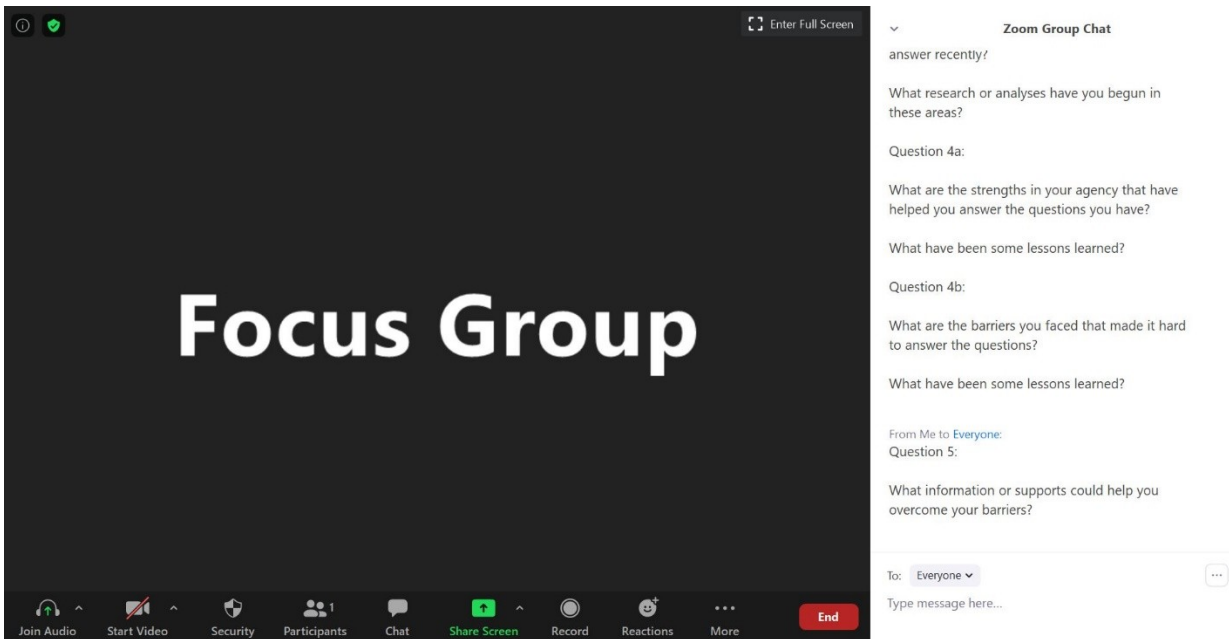 Enter Full Screen
Focus Group
Join Audio
Start Video
Security
1
Participants
Chat
Share Screen
Record
Reactions
More
End
Zoom Group Chat
answer recently?
What research or analyses have you begun in
these areas?
Question 4a:
What are the strengths in your agency that have
helped you answer the questions you have?
What have been some lessons learned?
Question 4b:
What are the barriers you faced that made it hard
to answer the questions?
What have been some lessons learned?
From Me to Everyone:
Question 5:
What information or supports could help you
overcome your barriers?
To: Everyone
Type message here...